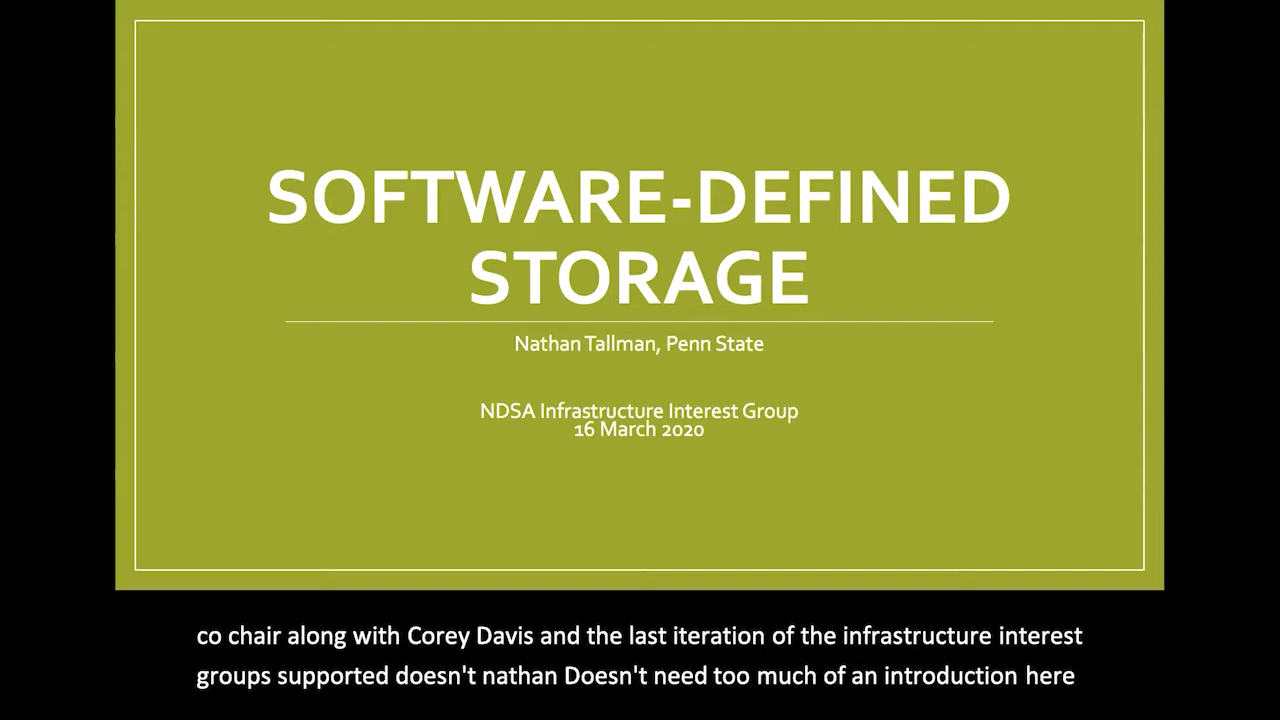 SOFTWARE-DEFINED
STORAGE
Nathan Tallman, Penn State
NDSA Infrastructure Interest Group
16 March 2020
co chair along with Corey Davis and the last iteration of the infrastructure interest
groups supported doesn't nathan Doesn't need too much of an introduction here